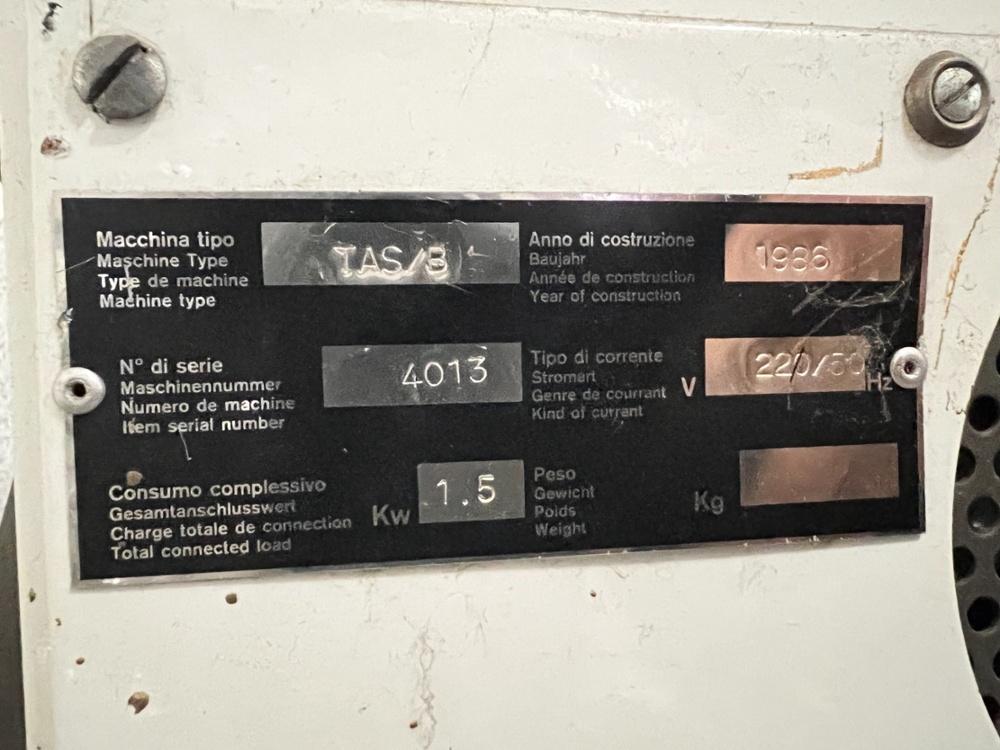 Macchina tipo
Maschine Type
Type de machine
Machine type
TAS/B
Anno di costruzione
Baujahr
Année de construction
Year of construction
1986
N° di serie
Maschinennummer
Numero de machine
Item serial number
4013
Tipo di corrente
Stromart
Genre de courrant
Kind of current
V 220/50 Hz
Consumo complessivo
Gesamtanschlusswert
Charge totale de connection
Total connected load
Kw 1.5
Peso
Gewicht
Poids
Weight
Kg